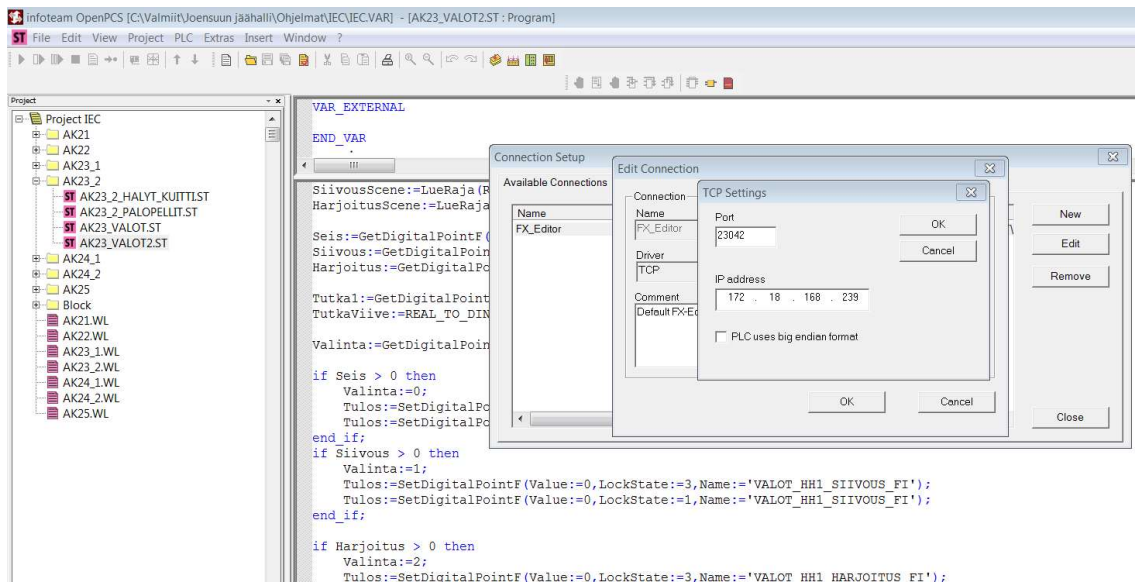 infoteam OpenPCS [C:\Valmiit\Joensuun jäähalli\Ohjelmat\IEC\IEC.VAR] - [AK23_VALOT2.ST : Program]
ST File Edit View Project PLC Extras Insert Window ?
Project
Project IEC
AK21
AK22
AK23_1
AK23_2
ST AK23_2_HALYT_KUITTI.ST
ST AK23_2_PALOPELLIT.ST
ST AK23_VALOT.ST
ST AK23_VALOT2.ST
AK24_1
AK24_2
AK25
Block
AK21.WL
AK22.WL
AK23_1.WL
AK23_2.WL
AK24_1.WL
AK24_2.WL
AK25.WL
VAR_EXTERNAL
END_VAR
SiivousScene:=LueRaja(R
HarjoitusScene:=LueRaja
Seis:=GetDigitalPointF(
Siivous:=GetDigitalPoin
Harjoitus:=GetDigitalPo
Tutka1:=GetDigitalPoint
TutkaViive:=REAL_TO_DIN
Valinta:=GetDigitalPoin
if Seis > 0 then
Valinta:=0;
Tulos:=SetDigitalPo
Tulos:=SetDigitalPo
end_if;
if Siivous > 0 then
Valinta:=1;
Tulos:=SetDigitalPointF(Value:=0,LockState:=3,Name:='VALOT_HH1_SIIVOUS_FI');
Tulos:=SetDigitalPointF(Value:=0,LockState:=1,Name:='VALOT_HH1_SIIVOUS_FI');
end_if;
if Harjoitus > 0 then
Valinta:=2;
Tulos:=SetDigitalPointF(Value:=0,LockState:=3,Name:='VALOT_HH1_HARJOITUS_FI');
Connection Setup
Available Connections
Name
FX_Editor
New
Edit
Remove
Close
Edit Connection
Connection
Name
FX_Editor
Driver
TCP
Comment
Default FX-Ed
OK
Cancel
TCP Settings
Port
23042
OK
Cancel
IP address
172 . 18 . 168 . 239
PLC uses big endian format